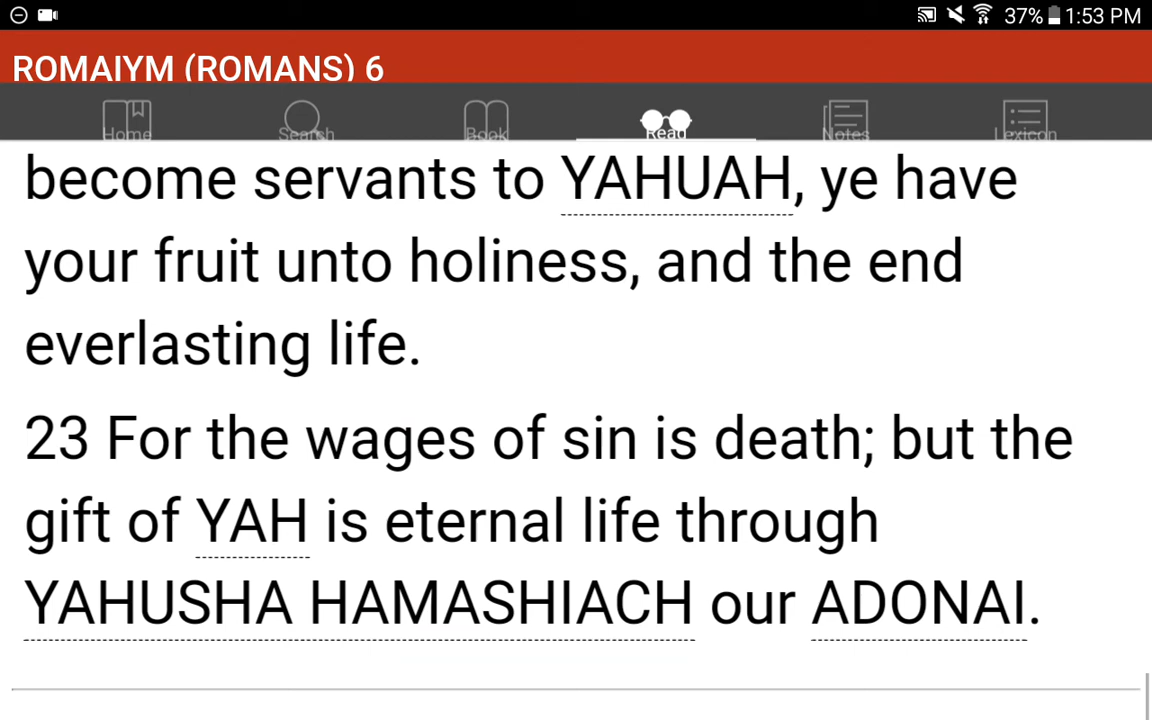 37% 1:53 PM
ROMAIYM (ROMANS) 6
Home Search Book Read Notes Lexicon
become servants to YAHUAH, ye have
your fruit unto holiness, and the end
everlasting life.
23 For the wages of sin is death; but the
gift of YAH is eternal life through
YAHUSHA HAMASHIACH our ADONAI.